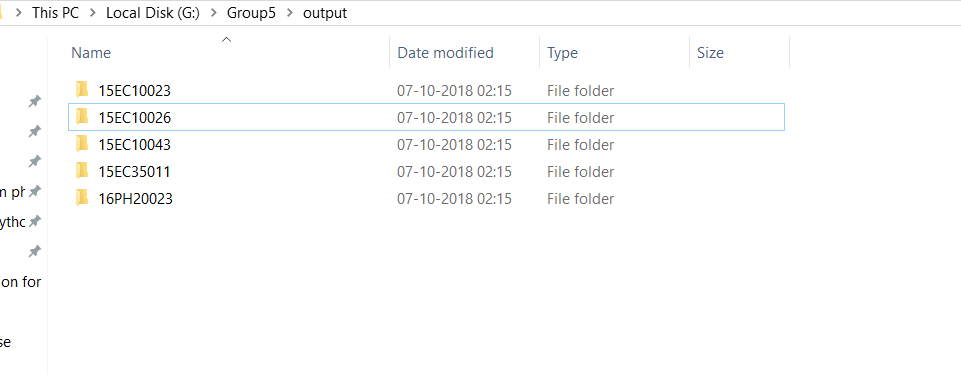 This PC > Local Disk (G:) > Group5 > output
Name Date modified Type Size
15EC10023 07-10-2018 02:15 File folder
15EC10026 07-10-2018 02:15 File folder
15EC10043 07-10-2018 02:15 File folder
15EC35011 07-10-2018 02:15 File folder
m ph 16PH20023 07-10-2018 02:15 File folder
ythc
on for
se